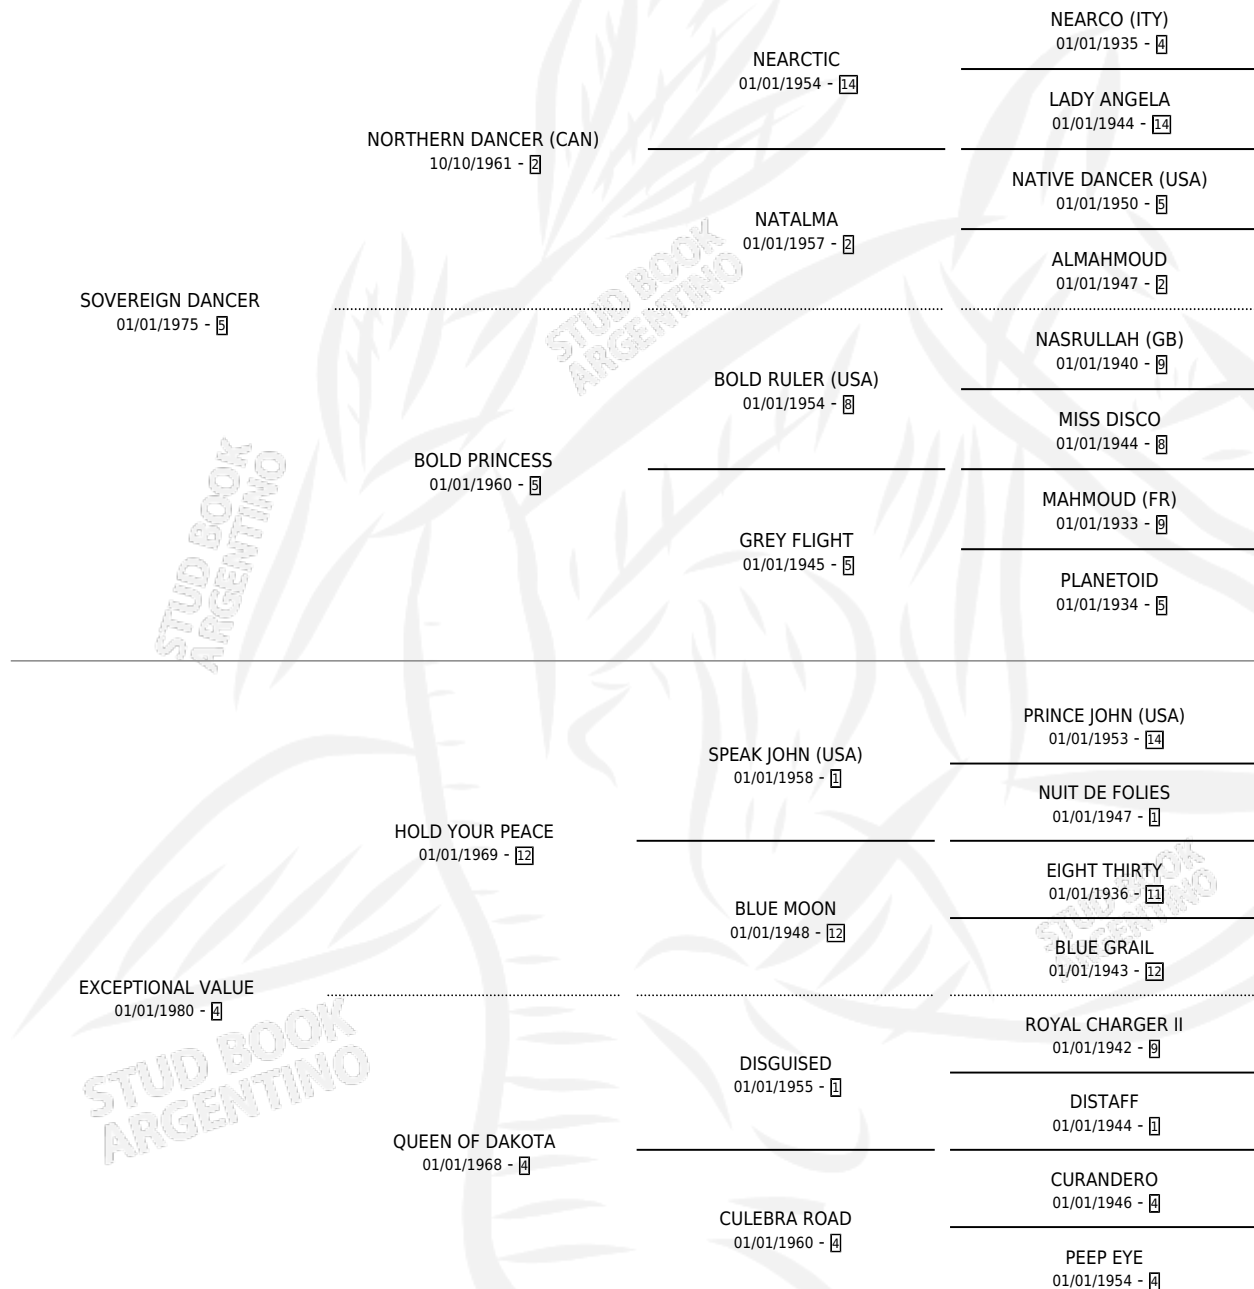 NEARCO (ITY)
01/01/1935 - 4
NEARCTIC
01/01/1954 - 14
LADY ANGELA
01/01/1944 - 14
NORTHERN DANCER (CAN)
10/10/1961 - 2
NATIVE DANCER (USA)
01/01/1950 - 5
NATALMA
01/01/1957 - 2
ALMAHMOUD
01/01/1947 - 2
SOVEREIGN DANCER
01/01/1975 - 5
STUD BOOK
ARGENTINO
NASRULLAH (GB)
01/01/1940 - 9
BOLD RULER (USA)
01/01/1954 - 8
MISS DISCO
01/01/1944 - 8
BOLD PRINCESS
01/01/1960 - 5
STUD BOOK
ARGENTINO
MAHMOUD (FR)
01/01/1933 - 9
GREY FLIGHT
01/01/1945 - 5
PLANETOID
01/01/1934 - 5
PRINCE JOHN (USA)
01/01/1953 - 14
SPEAK JOHN (USA)
01/01/1958 - 1
NUIT DE FOLIES
01/01/1947 - 1
HOLD YOUR PEACE
01/01/1969 - 12
EIGHT THIRTY
01/01/1936 - 11
STUD BOOK
ARGENTINO
BLUE MOON
01/01/1948 - 12
BLUE GRAIL
01/01/1943 - 12
EXCEPTIONAL VALUE
01/01/1980 - 4
STUD BOOK
ARGENTINO
ROYAL CHARGER II
01/01/1942 - 9
DISGUISED
01/01/1955 - 1
DISTAFF
01/01/1944 - 1
QUEEN OF DAKOTA
01/01/1968 - 4
CURANDERO
01/01/1946 - 4
CULEBRA ROAD
01/01/1960 - 4
PEEP EYE
01/01/1954 - 4